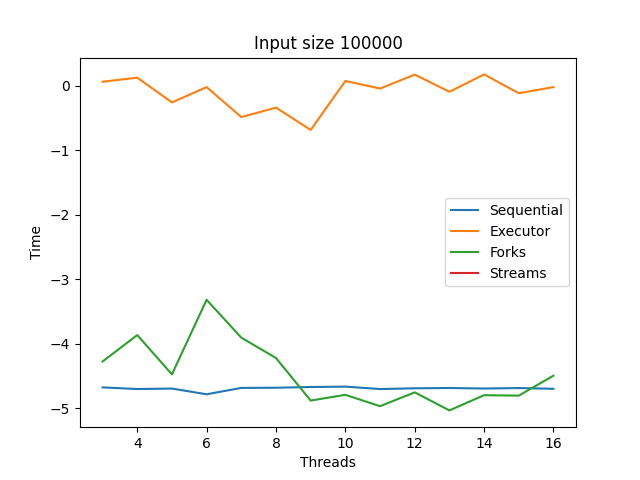 Input size 100000
Time
0
−1
−2
−3
−4
−5
Sequential
Executor
Forks
Streams
4 6 8 10 12 14 16
Threads